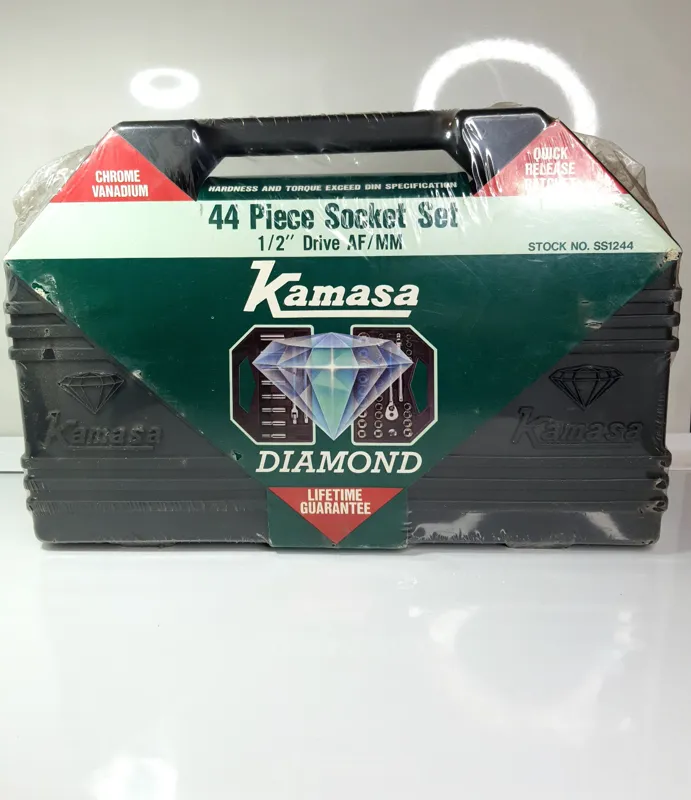 CHROME
VANADIUM
QUICK
RELEASE
HARDNESS AND TORQUE EXCEED DIN SPECIFICATION
44 Piece Socket Set
1/2" Drive AF/MM
STOCK NO. SS1244
Kamasa
Kamasa
Kamasa
DIAMOND
LIFETIME
GUARANTEE